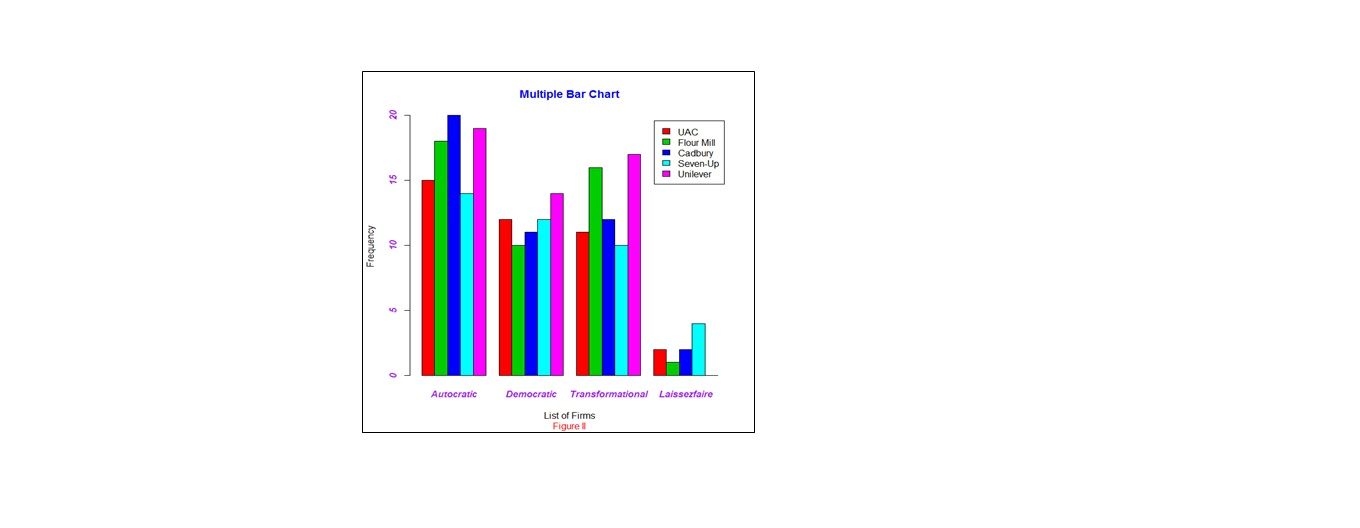 Multiple Bar Chart
20
15
10
5
0
Frequency
UAC
Flour Mill
Cadbury
Seven-Up
Unilever
Autocratic Democratic Transformational Laissezfaire
List of Firms
Figure II